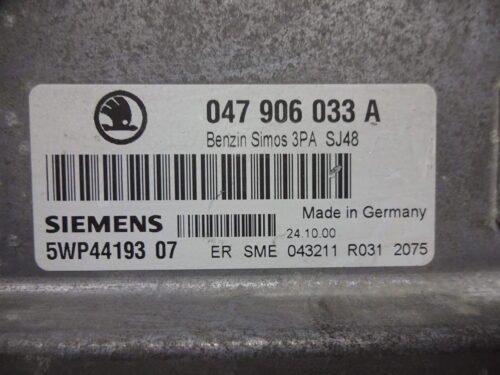 047 906 033 A
Benzin Simos 3PA SJ48
Made in Germany
SIEMENS
24.10.00
5WP44193 07 ER SME 043211 R031 2075